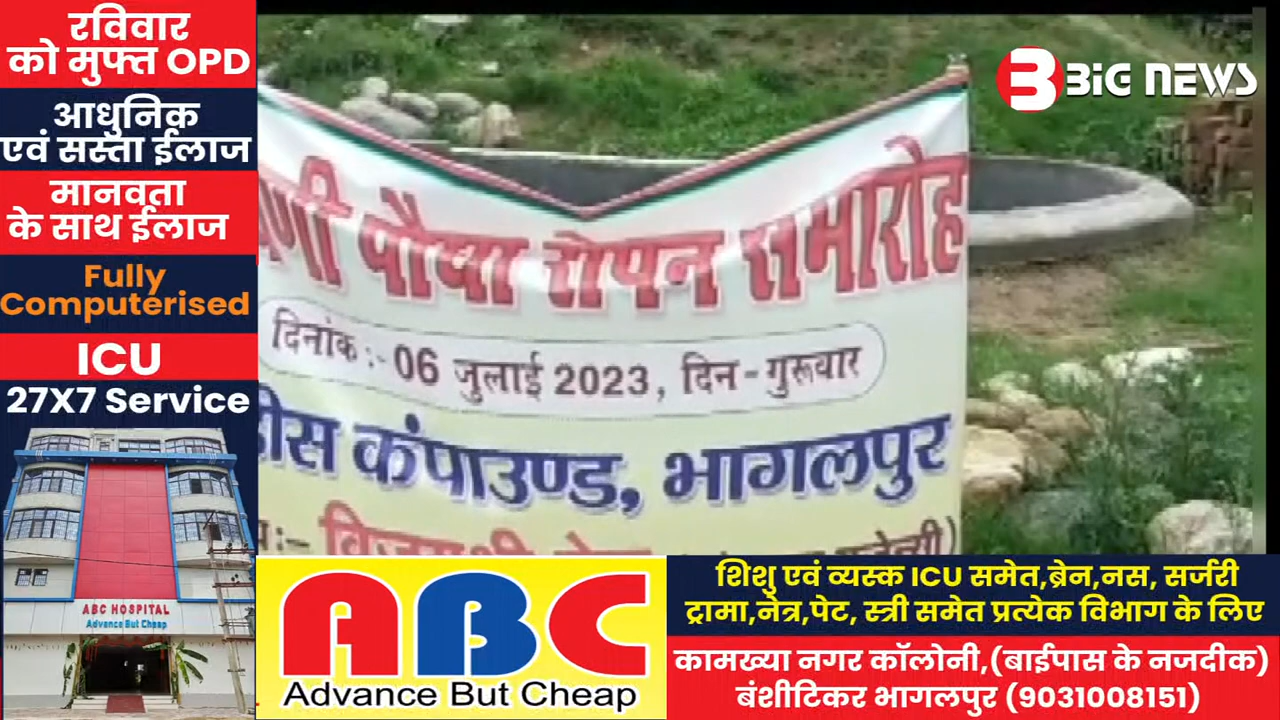 रविवार
को मुफ्त OPD
आधुनिक
एवं सस्ता ईलाज
मानवता
के साथ ईलाज
Fully
Computerised
ICU
27X7 Service
ABC HOSPITAL
Advance But Cheap
3 BiG NEWS
पौधा रोपन समारोह
दिनांक :- 06 जुलाई 2023, दिन-गुरूवार
कंपाउण्ड, भागलपुर
ABC
Advance But Cheap
शिशु एवं व्यस्क ICU समेत,ब्रेन,नस, सर्जरी
ट्रामा,नेत्र,पेट, स्त्री समेत प्रत्येक विभाग के लिए
कामख्या नगर कॉलोनी,(बाईपास के नजदीक)
बंशीटिकर भागलपुर (9031008151)